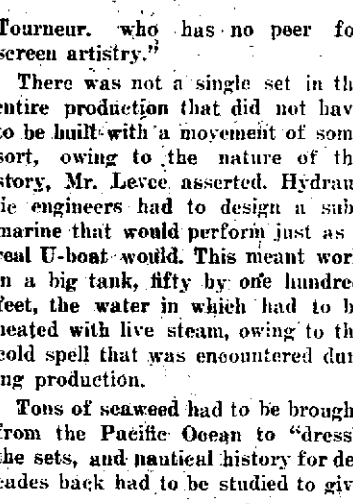 Tourneur. who has no peer fo
screen artistry."
There was not a single set in th
entire production that did not hav
to be built with a movement of som
sort, owing to the nature of th
story, Mr. Levee asserted. Hydrau
lic engineers had to design a sub
marine that would perform just as
real U-boat would. This meant wor
in a big tank, fifty by one hundre
feet, the water in which had to b
heated with live steam, owing to th
cold spell that was encountered dur
ing production.
Tons of seaweed had to be brough
from the Pacific Ocean to "dress
the sets, and nautical history for de
cades back had to be studied to giv